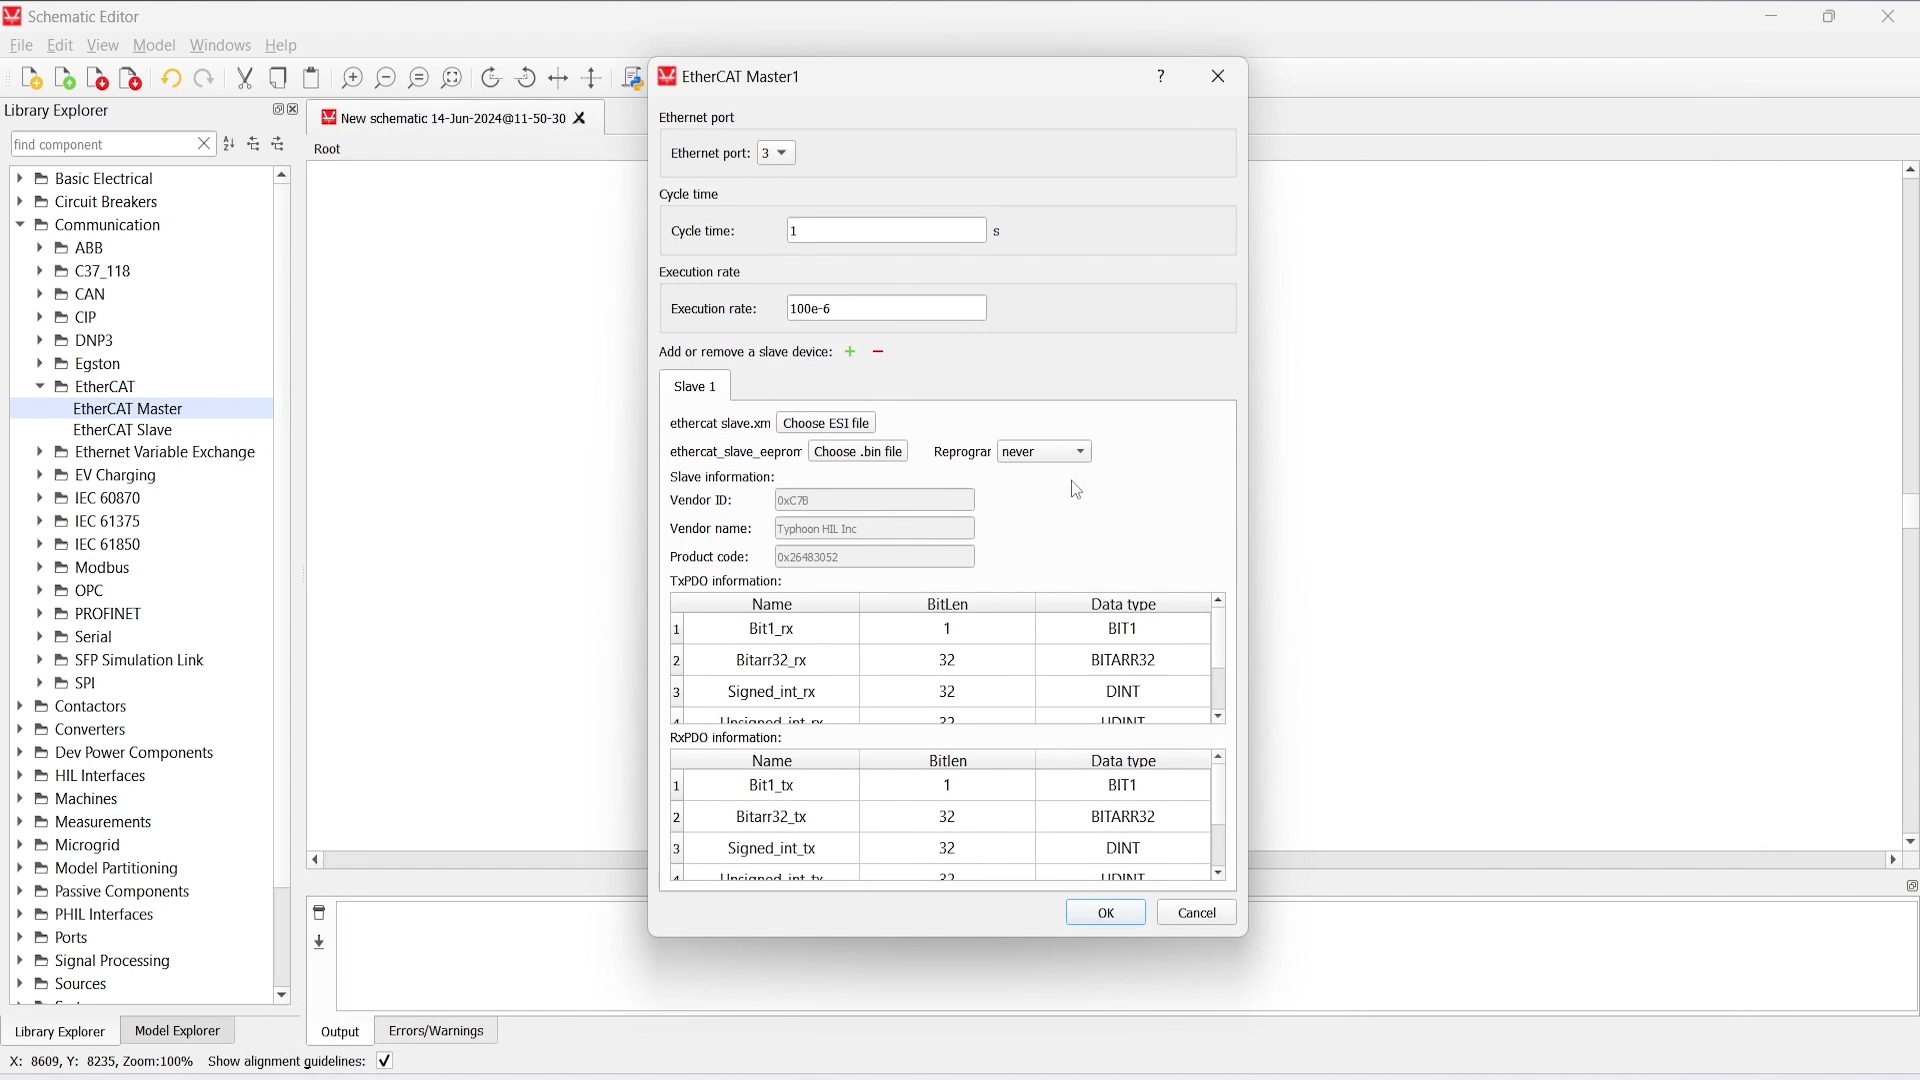 Schematic Editor
File Edit View Model Windows Help
Library Explorer
find component
Basic Electrical
Circuit Breakers
Communication
ABB
C37_118
CAN
CIP
DNP3
Egston
EtherCAT
EtherCAT Master
EtherCAT Slave
Ethernet Variable Exchange
EV Charging
IEC 60870
IEC 61375
IEC 61850
Modbus
OPC
PROFINET
Serial
SFP Simulation Link
SPI
Contactors
Converters
Dev Power Components
HIL Interfaces
Machines
Measurements
Microgrid
Model Partitioning
Passive Components
PHIL Interfaces
Ports
Signal Processing
Sources
Library Explorer Model Explorer
New schematic 14-Jun-2024@11-50-30
Root
EtherCAT Master1 ?
Ethernet port
Ethernet port: 3
Cycle time
Cycle time: 1 s
Execution rate
Execution rate: 100e-6
Add or remove a slave device: + −
Slave 1
ethercat slave.xm Choose ESI file
ethercat_slave_eeprom Choose .bin file Reprogran never
Slave information:
Vendor ID: 0xC7B
Vendor name: Typhoon HIL Inc
Product code: 0x26483052
TxPDO information:
Name BitLen Data type
1 Bit1_rx 1 BIT1
2 Bitarr32_rx 32 BITARR32
3 Signed_int_rx 32 DINT
4 Unsigned_int_rx 32 UDINT
RxPDO information:
Name Bitlen Data type
1 Bit1_tx 1 BIT1
2 Bitarr32_tx 32 BITARR32
3 Signed_int_tx 32 DINT
4 Unsigned_int_tx 32 UDINT
OK Cancel
Output Errors/Warnings
X: 8609, Y: 8235, Zoom:100% Show alignment guidelines: